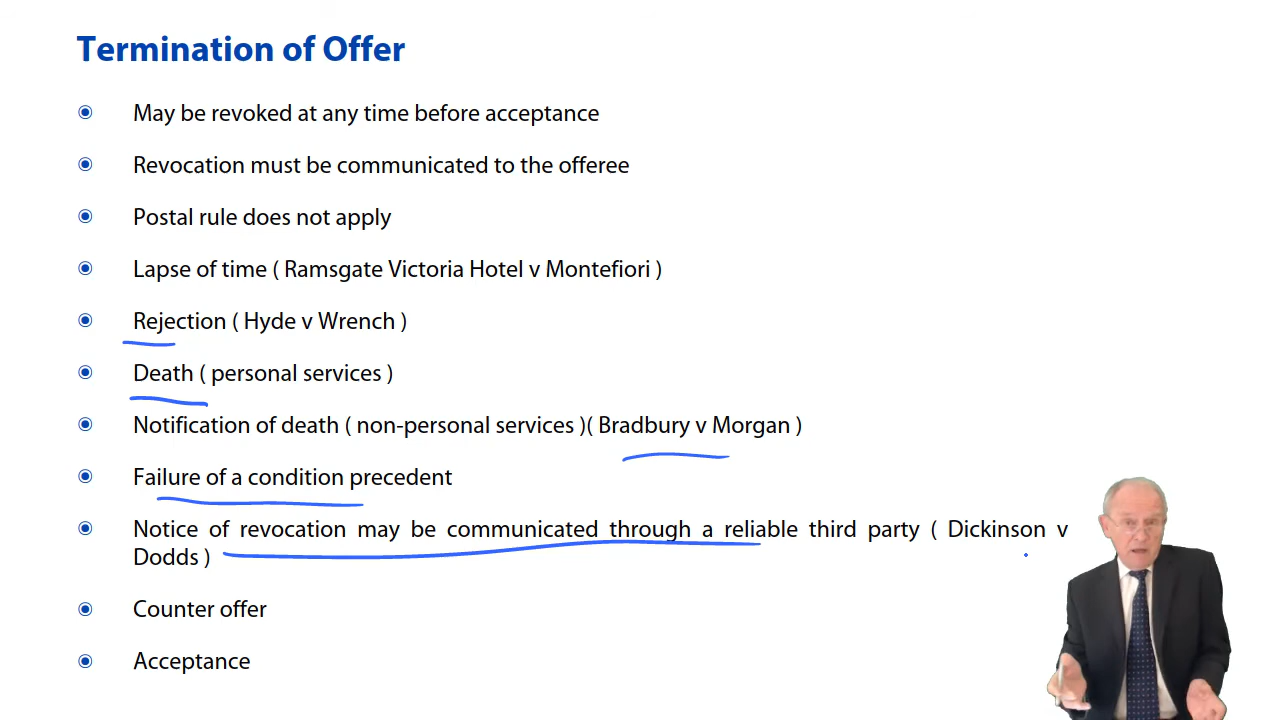 Termination of Offer
May be revoked at any time before acceptance
Revocation must be communicated to the offeree
Postal rule does not apply
Lapse of time ( Ramsgate Victoria Hotel v Montefiori )
Rejection ( Hyde v Wrench )
Death ( personal services )
Notification of death ( non-personal services )( Bradbury v Morgan )
Failure of a condition precedent
Notice of revocation may be communicated through a reliable third party ( Dickinson v
Dodds )
Counter offer
Acceptance